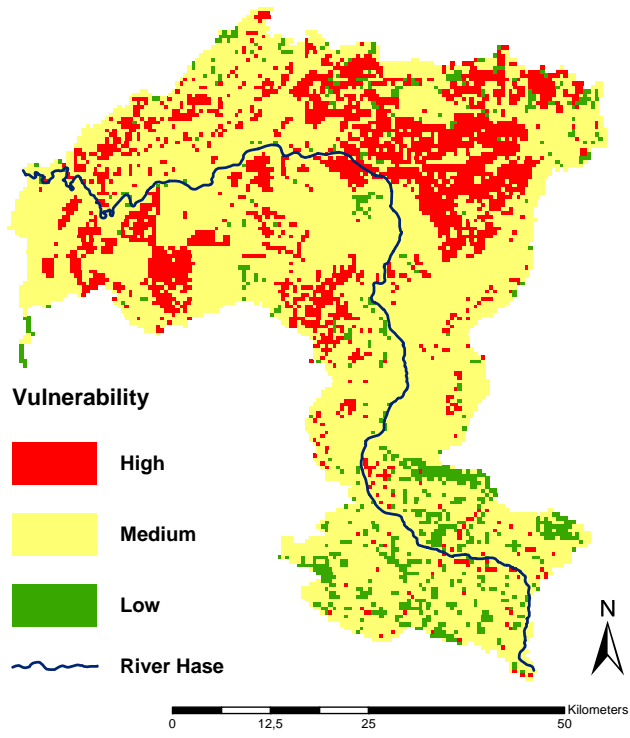 Vulnerability
High
Medium
Low
River Hase
N
Kilometers
0 12,5 25 50